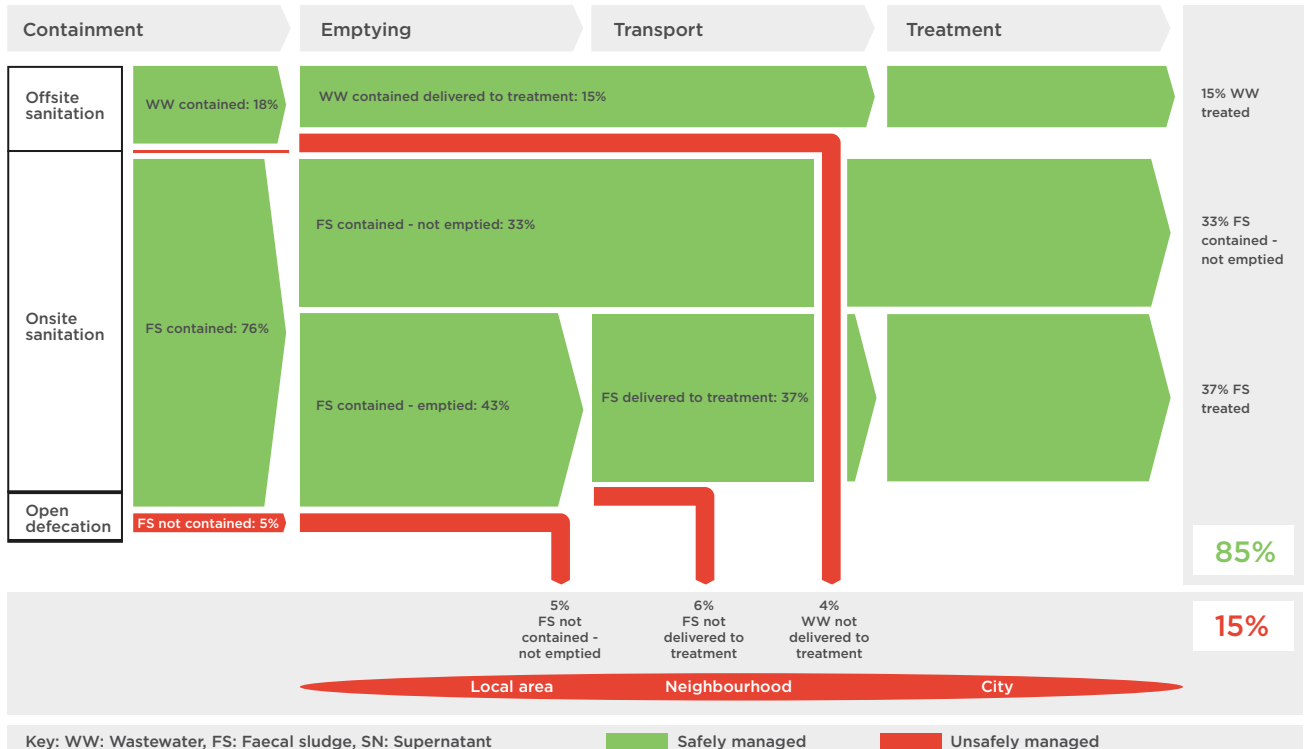 Containment
Emptying
Transport
Treatment
Offsite
sanitation
WW contained: 18%
WW contained delivered to treatment: 15%
15% WW
treated
Onsite
sanitation
FS contained: 76%
FS contained - not emptied: 33%
33% FS
contained -
not emptied
FS contained - emptied: 43%
FS delivered to treatment: 37%
37% FS
treated
Open
defecation
FS not contained: 5%
85%
5%
FS not
contained -
not emptied
6%
FS not
delivered to
treatment
4%
WW not
delivered to
treatment
15%
Local area
Neighbourhood
City
Key: WW: Wastewater, FS: Faecal sludge, SN: Supernatant
Safely managed
Unsafely managed